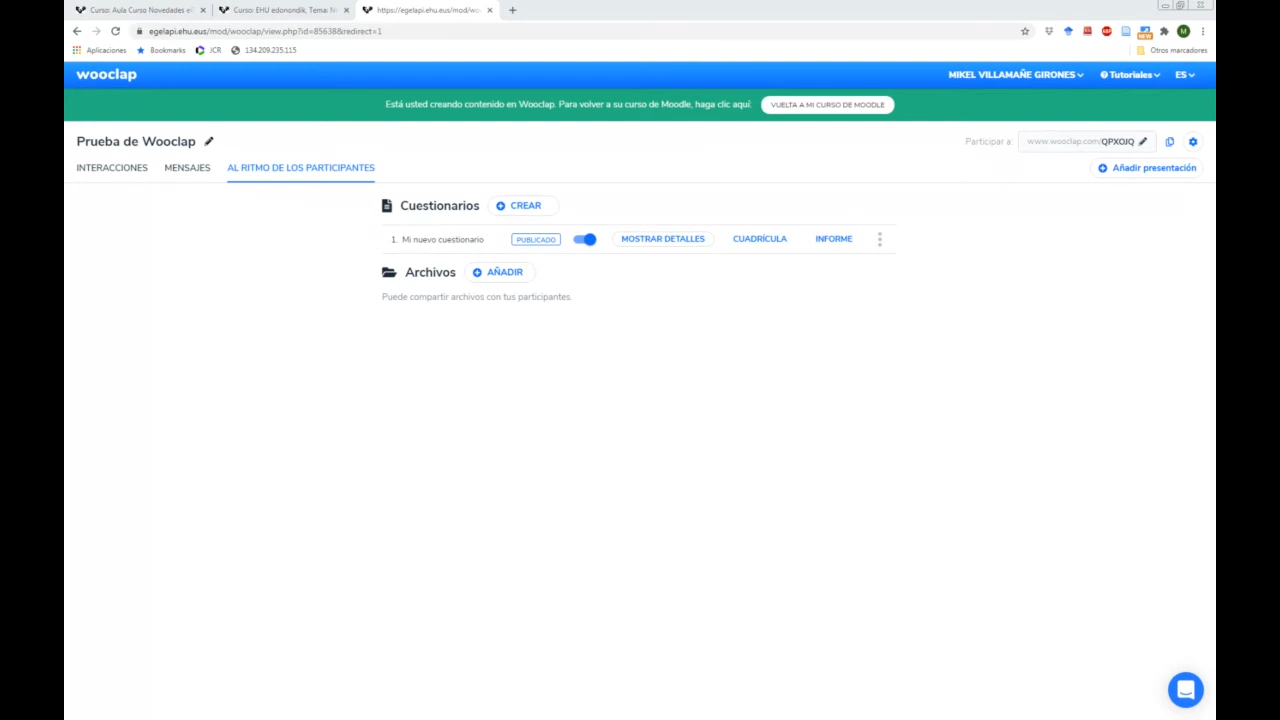 Curso: Aula Curso Novedades e
Curso: EHU edonondik, Tema: N
https://egelapi.ehu.eus/mod/wo
egelapi.ehu.eus/mod/wooclap/view.php?id=85638&redirect=1
ABP
NEW
M
Aplicaciones
Bookmarks
JCR
134.209.235.115
Otros marcadores
wooclap
MIKEL VILLAMAÑE GIRONES
Tutoriales
ES
Está usted creando contenido en Wooclap. Para volver a su curso de Moodle, haga clic aquí:
VUELTA A MI CURSO DE MOODLE
Prueba de Wooclap
Participar a:
www.wooclap.com/QPXOJQ
INTERACCIONES
MENSAJES
AL RITMO DE LOS PARTICIPANTES
Añadir presentación
Cuestionarios
CREAR
1. Mi nuevo cuestionario
PUBLICADO
MOSTRAR DETALLES
CUADRÍCULA
INFORME
Archivos
AÑADIR
Puede compartir archivos con tus participantes.